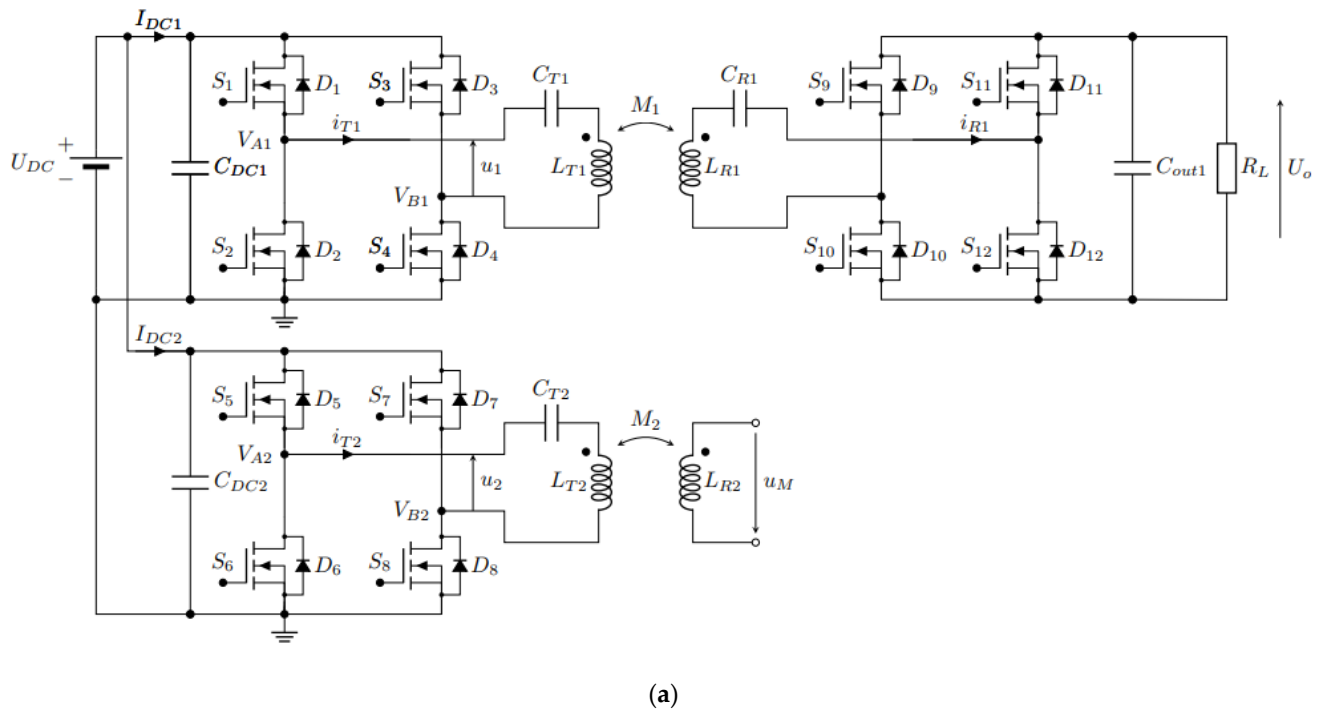 I_DC1
S_1 D_1 S_3 D_3 C_T1 C_R1 S_9 D_9 S_11 D_11
M_1
V_A1 i_T1 i_R1
+ U_DC − C_DC1 u_1 L_T1 L_R1 C_out1 R_L U_o
V_B1
S_2 D_2 S_4 D_4 S_10 D_10 S_12 D_12
I_DC2
S_5 D_5 S_7 D_7 C_T2
M_2
V_A2 i_T2
C_DC2 u_2 L_T2 L_R2 u_M
V_B2
S_6 D_6 S_8 D_8
(a)